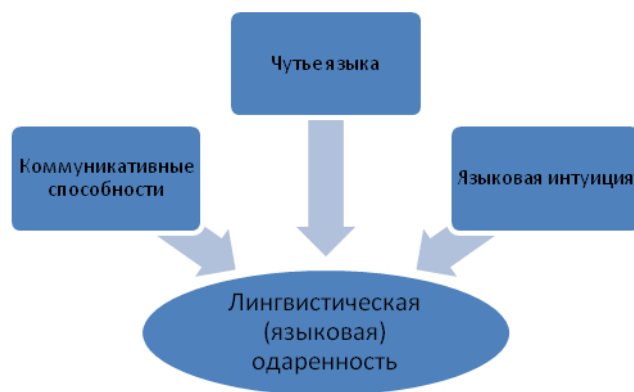 Чутье языка
Коммуникативные
способности
Языковая интуиция
Лингвистическая
(языковая)
одаренность